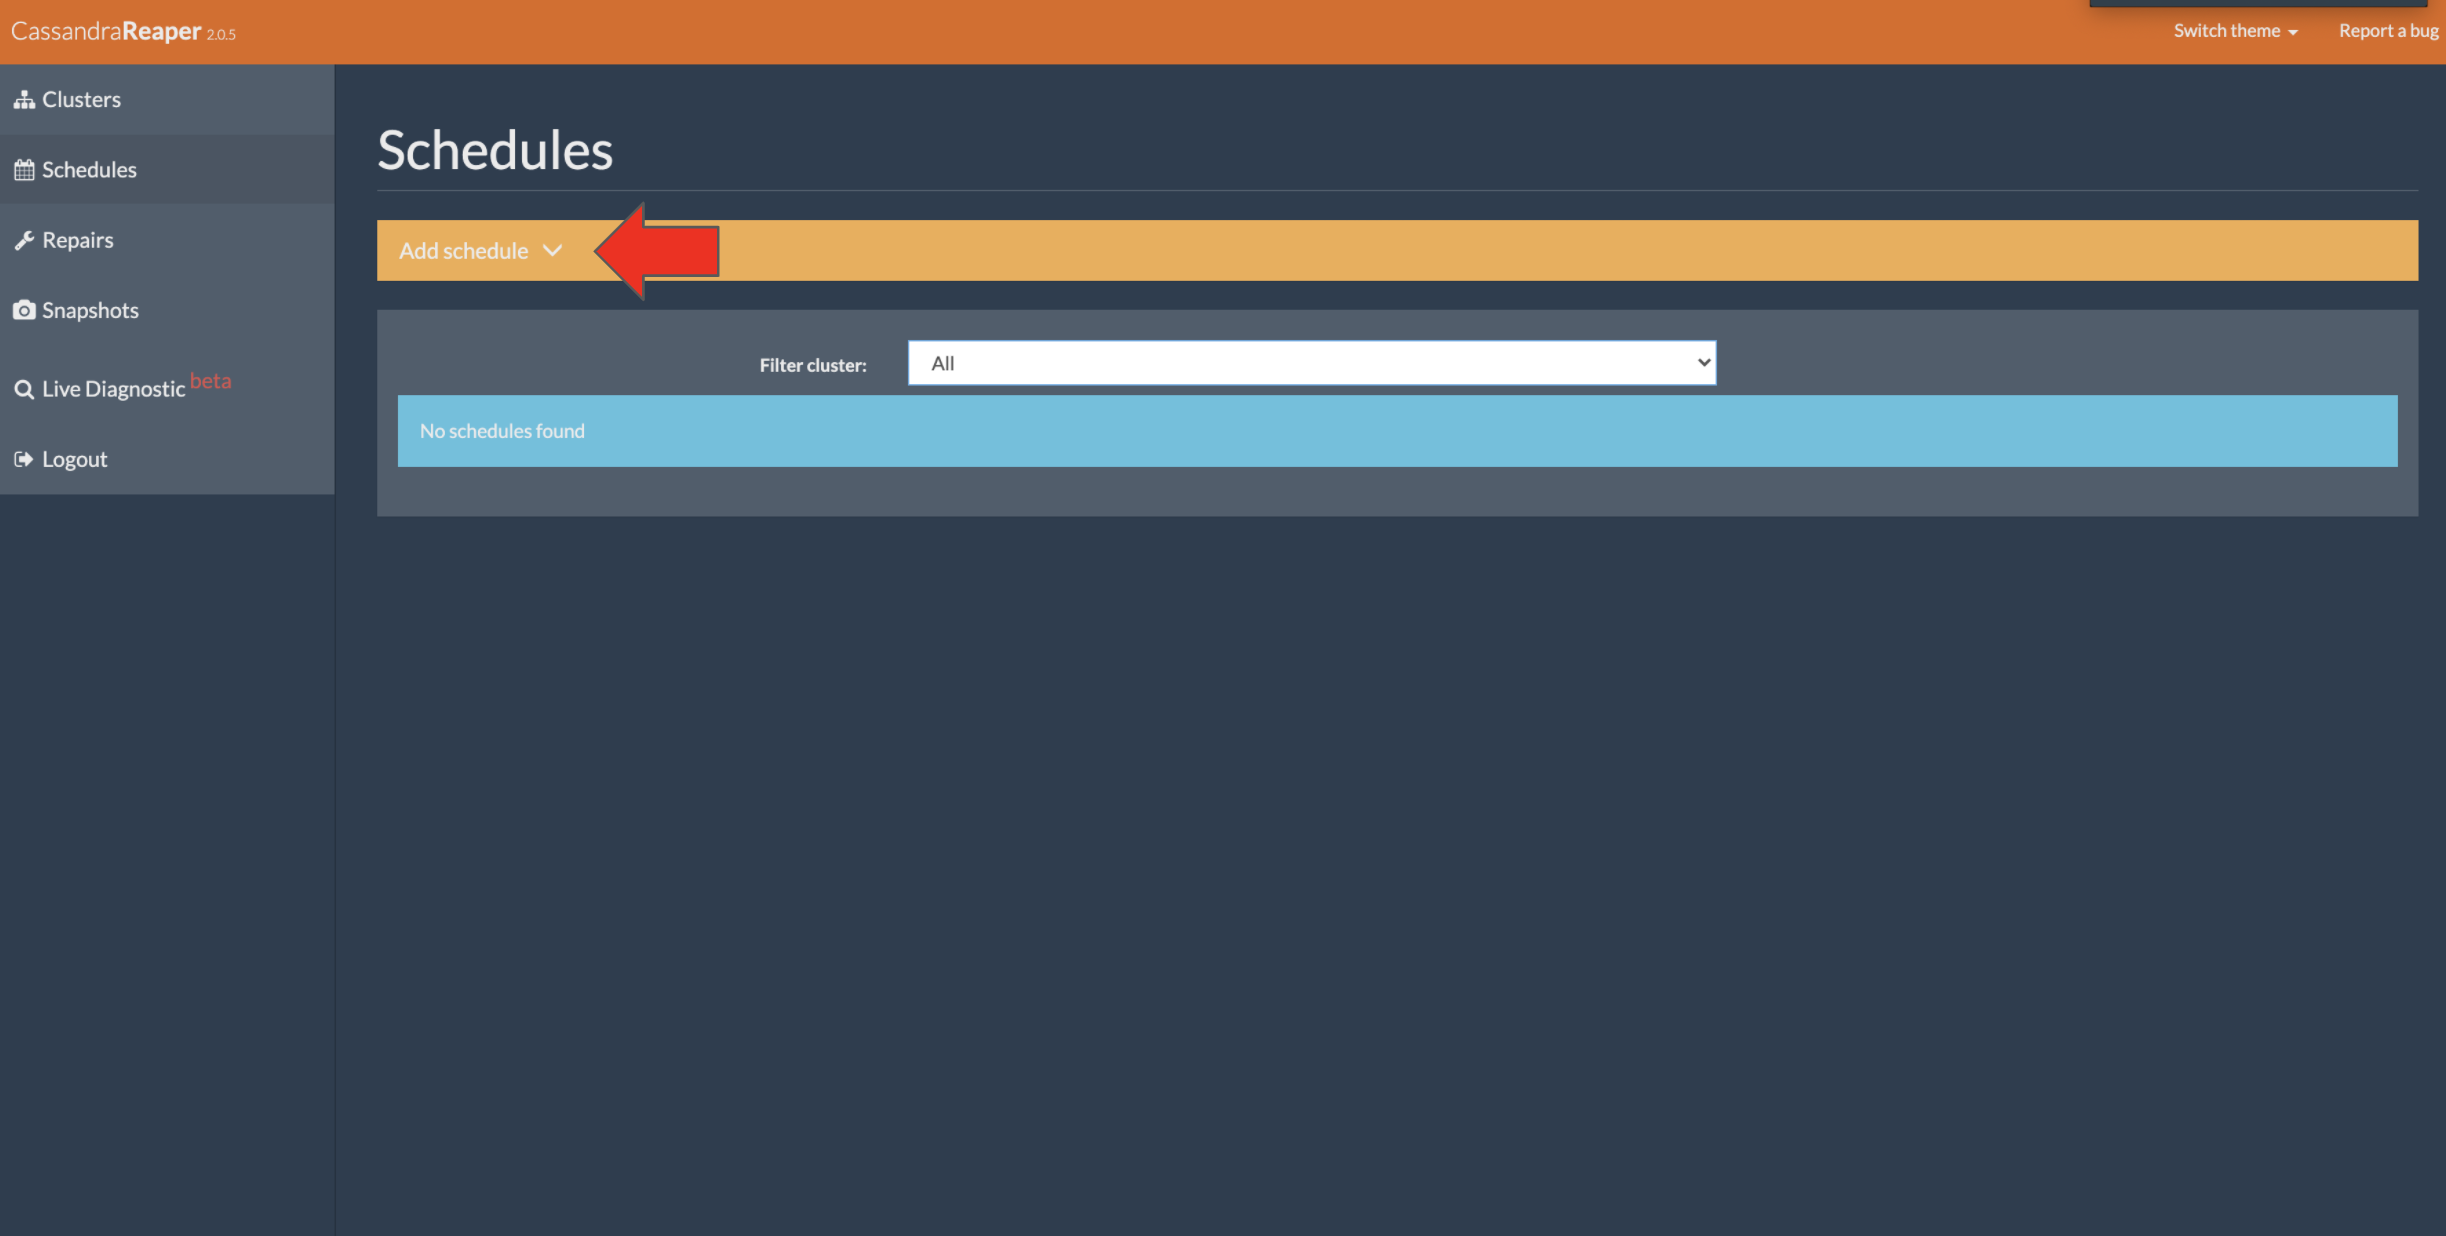 CassandraReaper 2.0.5
Switch theme
Report a bug
Clusters
Schedules
Repairs
Snapshots
Live Diagnostic beta
Logout
Schedules
Add schedule
Filter cluster:
All
No schedules found